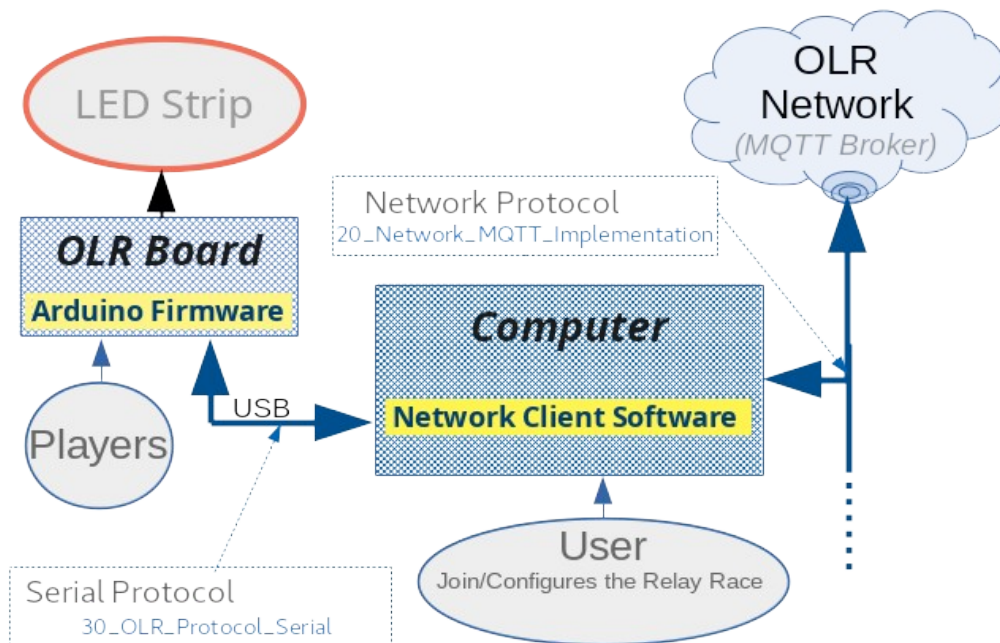 LED Strip
OLR
Network
(MQTT Broker)
Network Protocol
20_Network_MQTT_Implementation
OLR Board
Arduino Firmware
Computer
Network Client Software
USB
Players
User
Join/Configures the Relay Race
Serial Protocol
30_OLR_Protocol_Serial